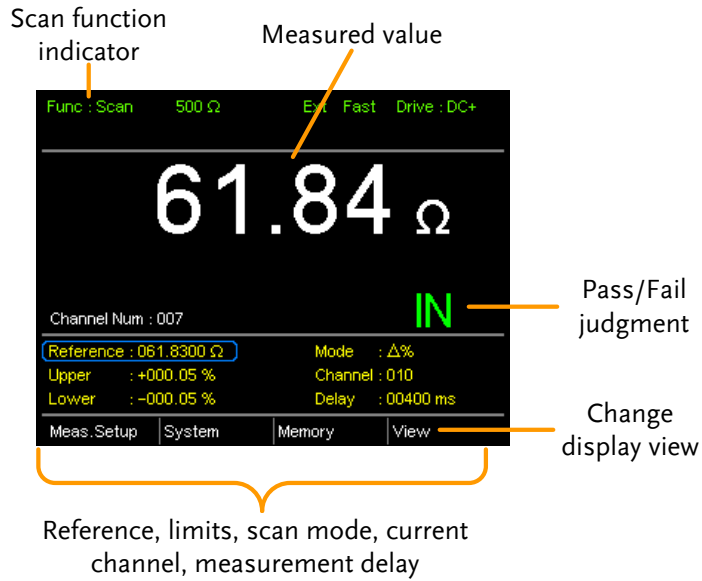 Scan function
indicator
Measured value
Func : Scan 500 Ω Ext Fast Drive : DC+
61.84 Ω
IN
Channel Num : 007
Pass/Fail
judgment
Reference : 061.8300 Ω Mode : Δ%
Upper : +000.05 % Channel : 010
Lower : −000.05 % Delay : 00400 ms
Meas.Setup System Memory View
Change
display view
Reference, limits, scan mode, current
channel, measurement delay